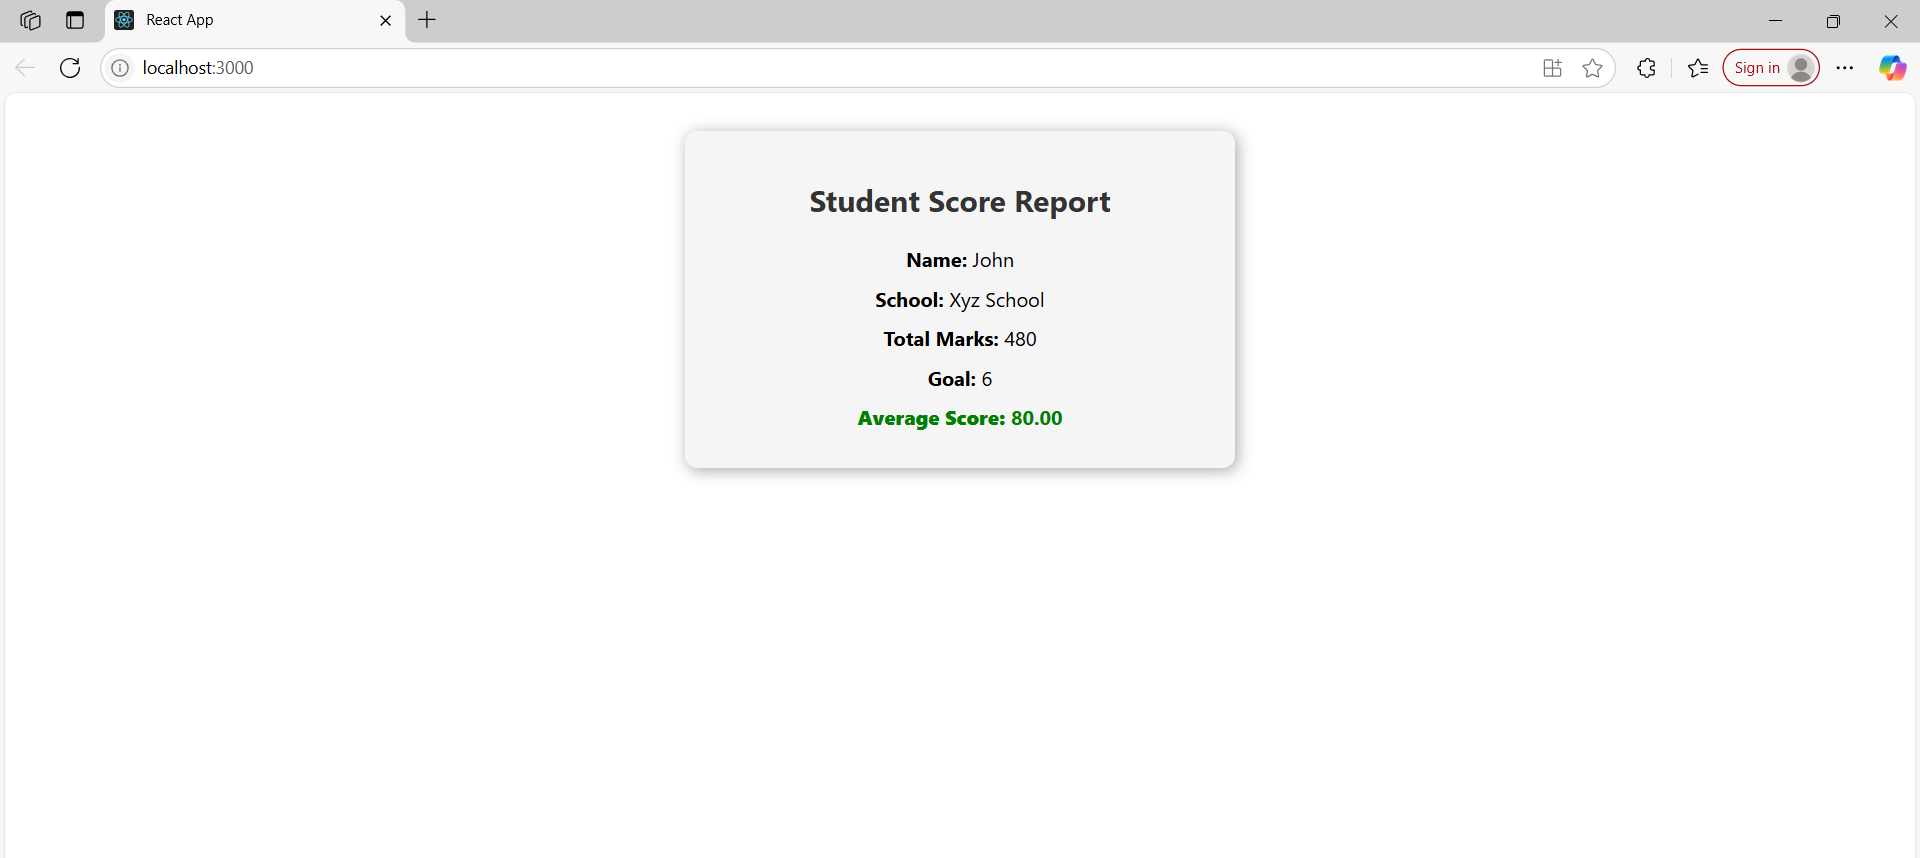 React App
localhost:3000
Sign in
Student Score Report
Name: John
School: Xyz School
Total Marks: 480
Goal: 6
Average Score: 80.00